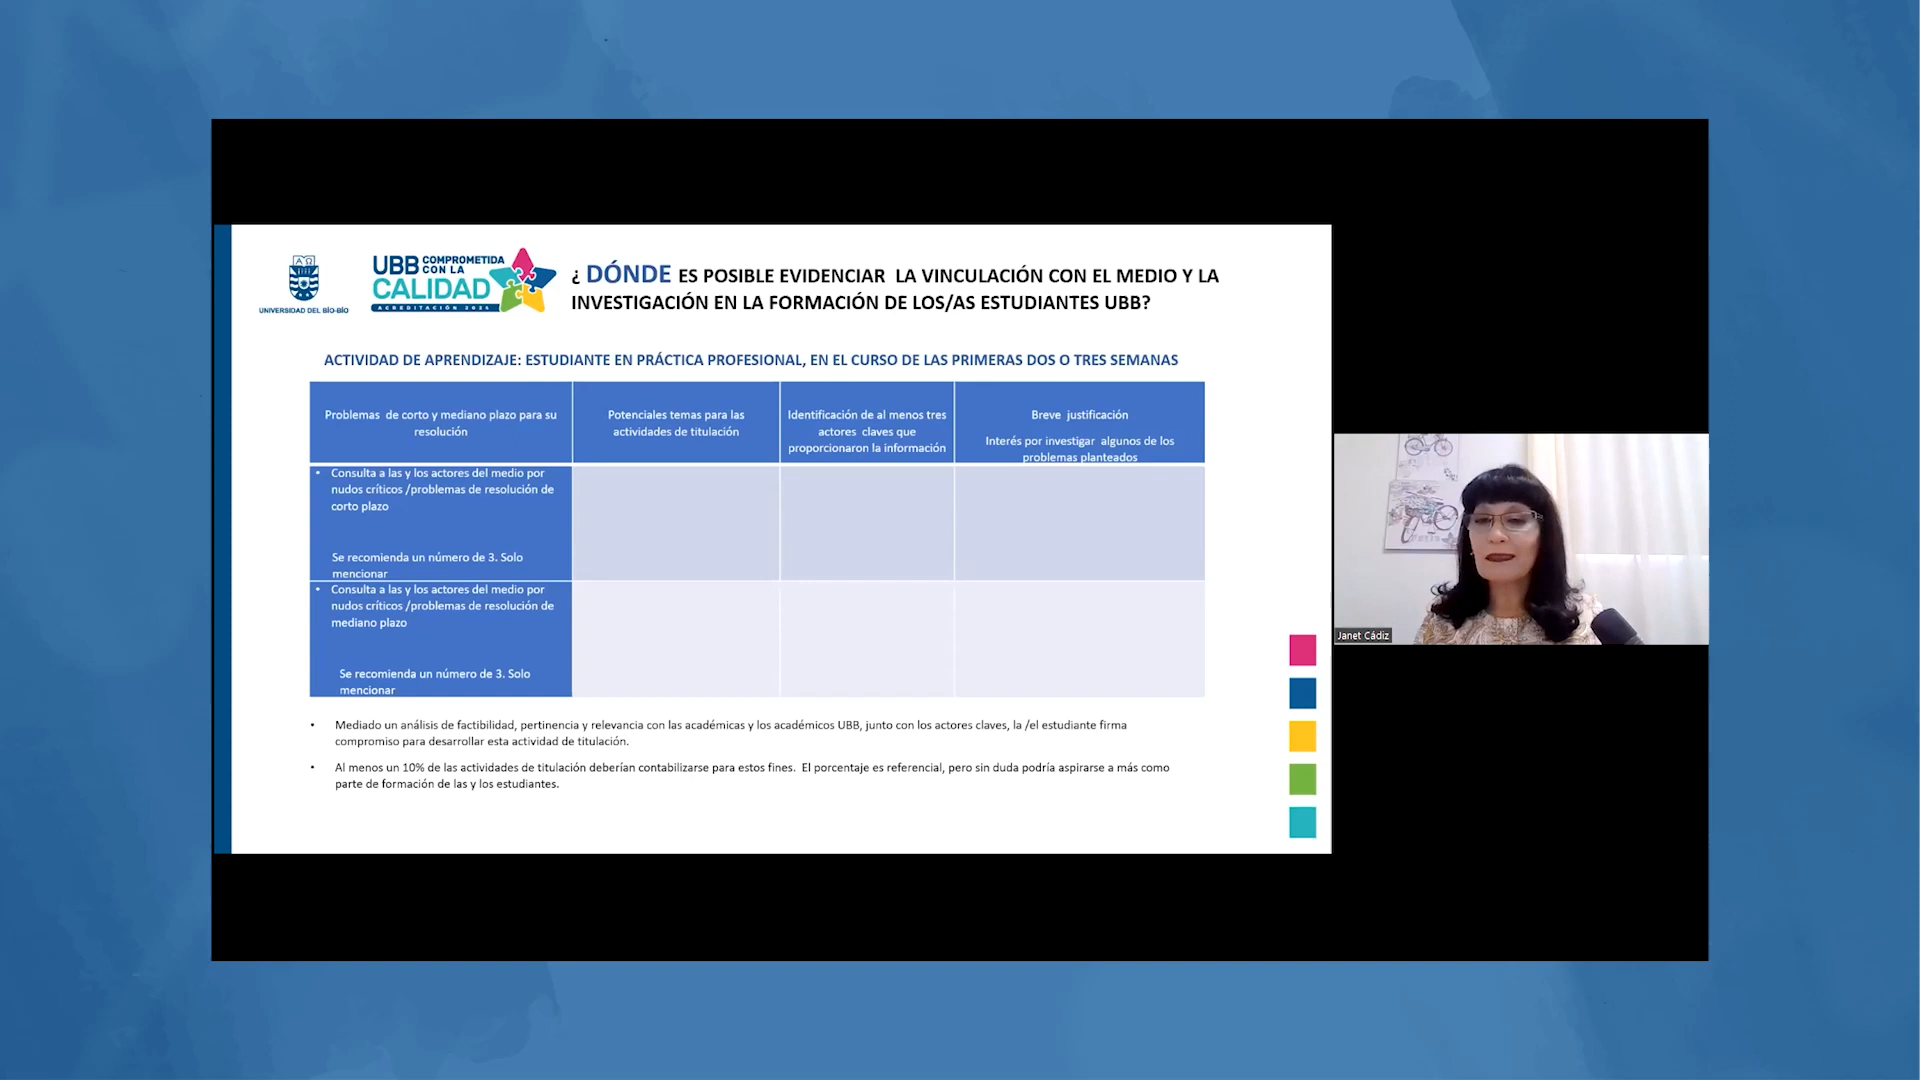 UNIVERSIDAD DEL BÍO-BÍO
UBB COMPROMETIDA
CON LA
CALIDAD
ACREDITACIÓN 2025
¿ DÓNDE ES POSIBLE EVIDENCIAR LA VINCULACIÓN CON EL MEDIO Y LA
INVESTIGACIÓN EN LA FORMACIÓN DE LOS/AS ESTUDIANTES UBB?
ACTIVIDAD DE APRENDIZAJE: ESTUDIANTE EN PRÁCTICA PROFESIONAL, EN EL CURSO DE LAS PRIMERAS DOS O TRES SEMANAS
Problemas de corto y mediano plazo para su
resolución
Potenciales temas para las
actividades de titulación
Identificación de al menos tres
actores claves que
proporcionaron la información
Breve justificación
Interés por investigar algunos de los
problemas planteados
• Consulta a las y los actores del medio por
nudos críticos /problemas de resolución de
corto plazo
Se recomienda un número de 3. Solo
mencionar
• Consulta a las y los actores del medio por
nudos críticos /problemas de resolución de
mediano plazo
Se recomienda un número de 3. Solo
mencionar
• Mediado un análisis de factibilidad, pertinencia y relevancia con las académicas y los académicos UBB, junto con los actores claves, la /el estudiante firma
compromiso para desarrollar esta actividad de titulación.
• Al menos un 10% de las actividades de titulación deberían contabilizarse para estos fines. El porcentaje es referencial, pero sin duda podría aspirarse a más como
parte de formación de las y los estudiantes.
Janet Cádiz